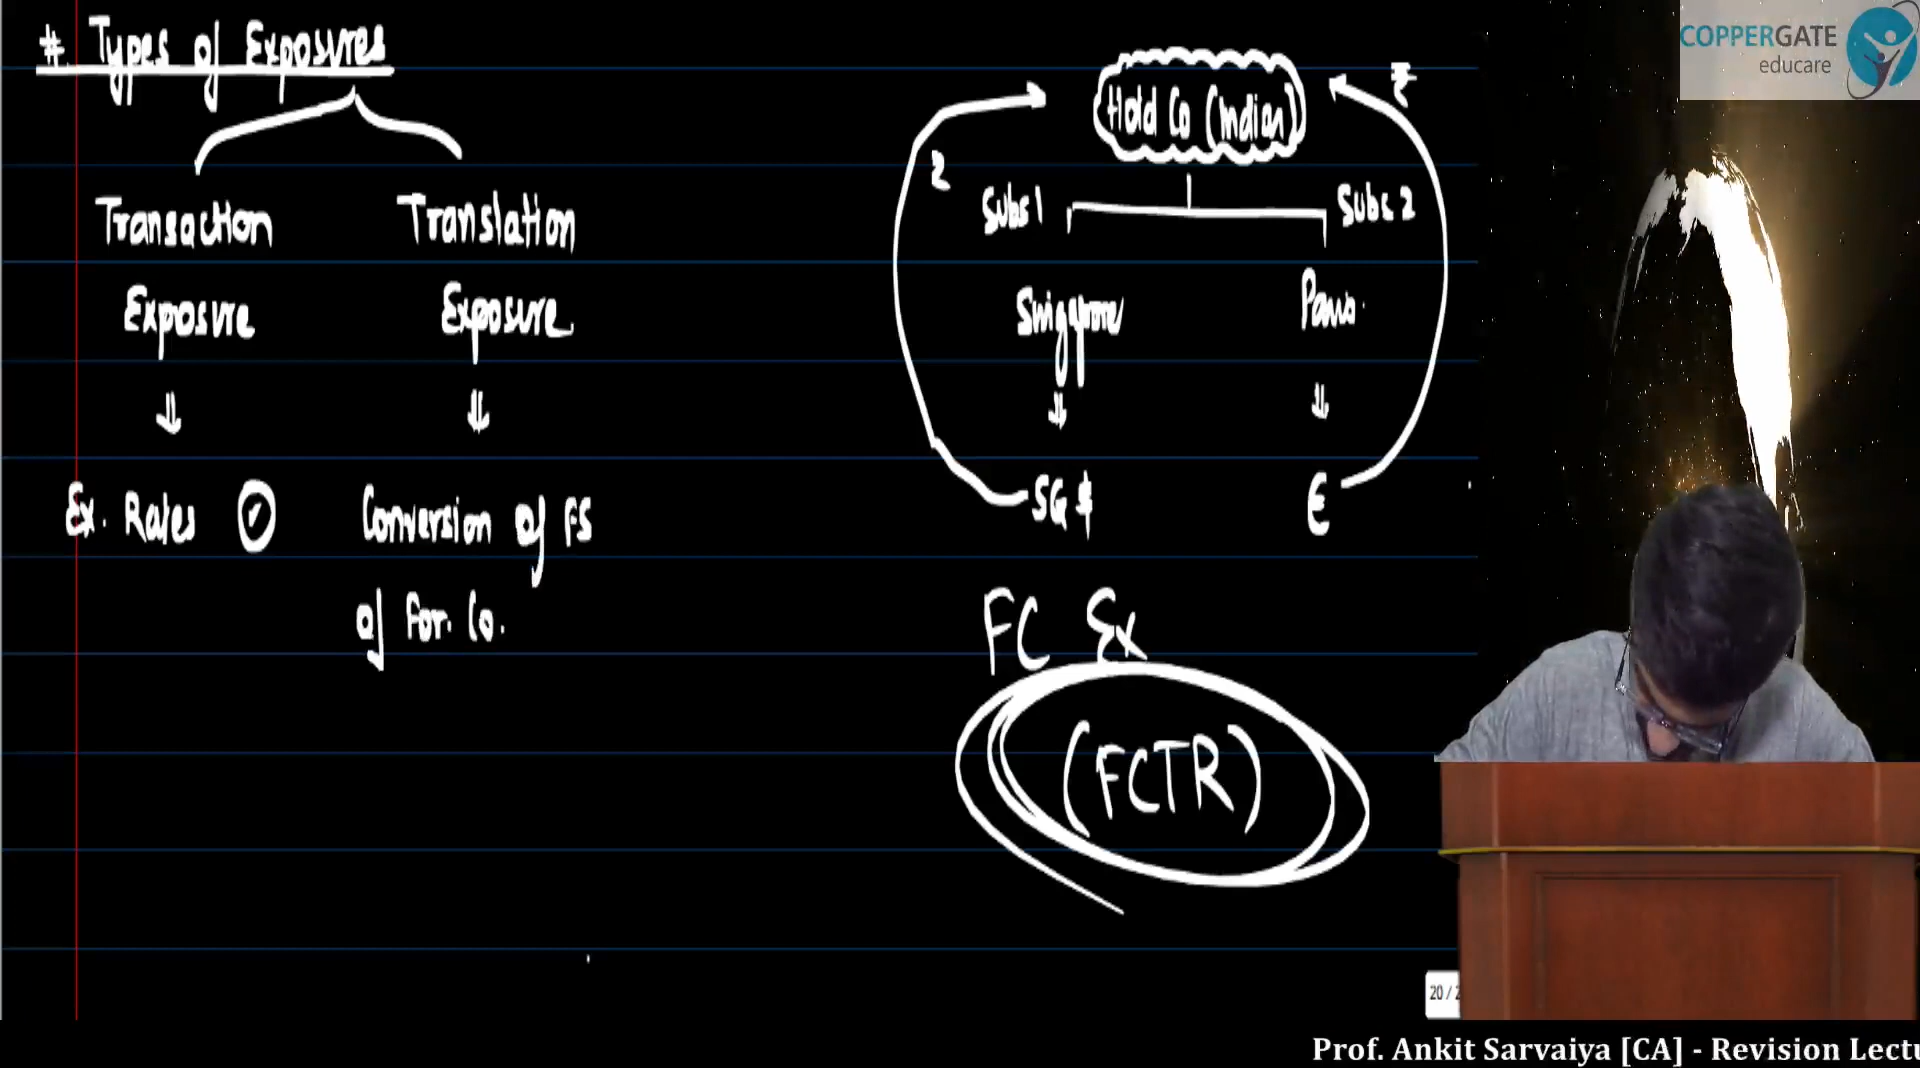 # Types of Exposures
Transaction Exposure
Translation Exposure
Ex. Rates
Conversion of FS
of For. Co.
Hold Co (Indian)
₹
₹
Subs 1
Subs 2
Singapore
Paris
SG $
€
FC Ex
(FCTR)
COPPERGATE
educare
20 / 2
Prof. Ankit Sarvaiya [CA] - Revision Lectu